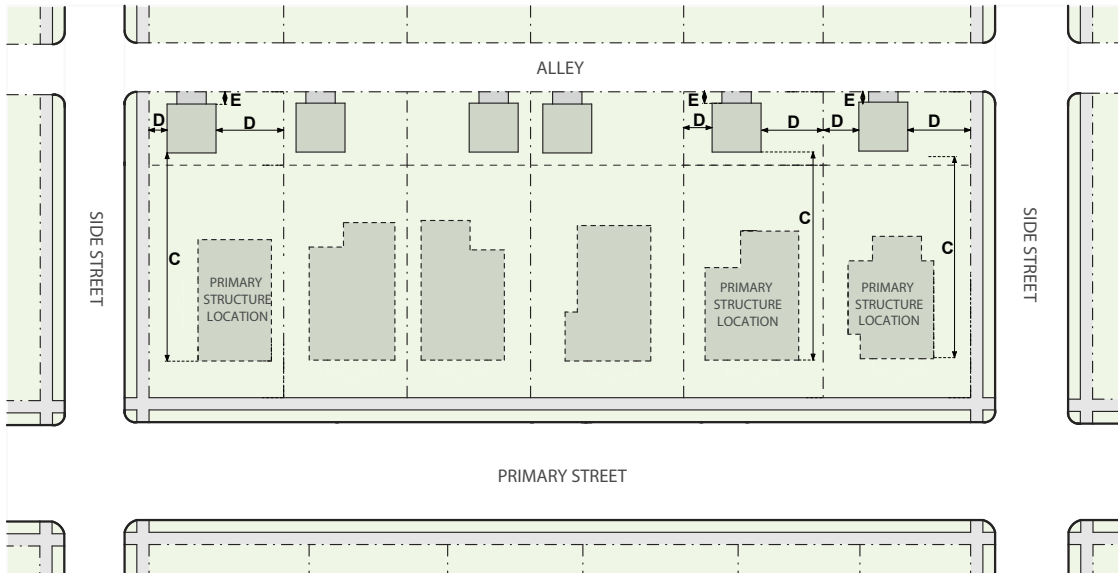 ALLEY
E
E
E
D
D
D
D
D
D
C
C
C
SIDE STREET
SIDE STREET
PRIMARY
STRUCTURE
LOCATION
PRIMARY
STRUCTURE
LOCATION
PRIMARY
STRUCTURE
LOCATION
PRIMARY STREET